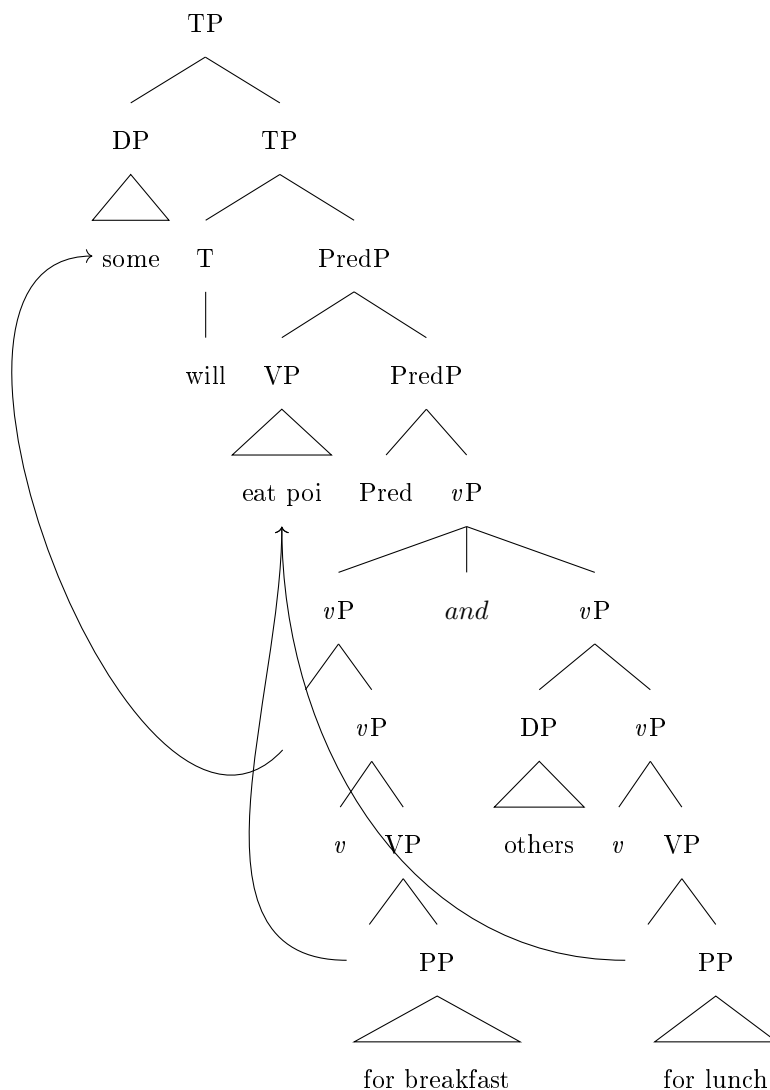 TP
DP TP
some T PredP
will VP PredP
eat poi Pred vP
vP and vP
vP DP vP
v VP others v VP
PP PP
for breakfast for lunch